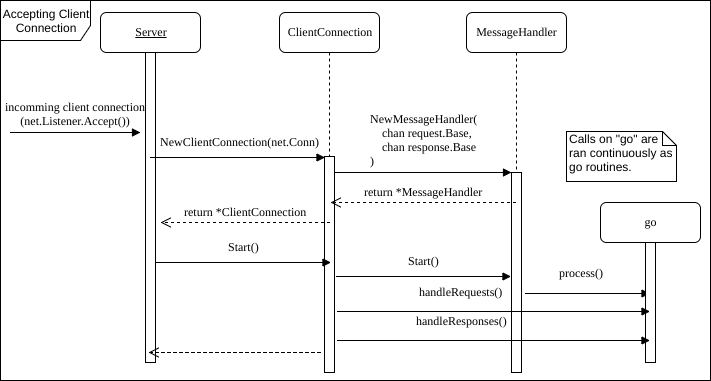 Accepting Client
Connection
Server
ClientConnection
MessageHandler
incomming client connection
(net.Listener.Accept())
NewClientConnection(net.Conn)
NewMessageHandler(
chan request.Base,
chan response.Base
)
Calls on "go" are
ran continuously as
go routines.
return *MessageHandler
return *ClientConnection
go
Start()
Start()
process()
handleRequests()
handleResponses()